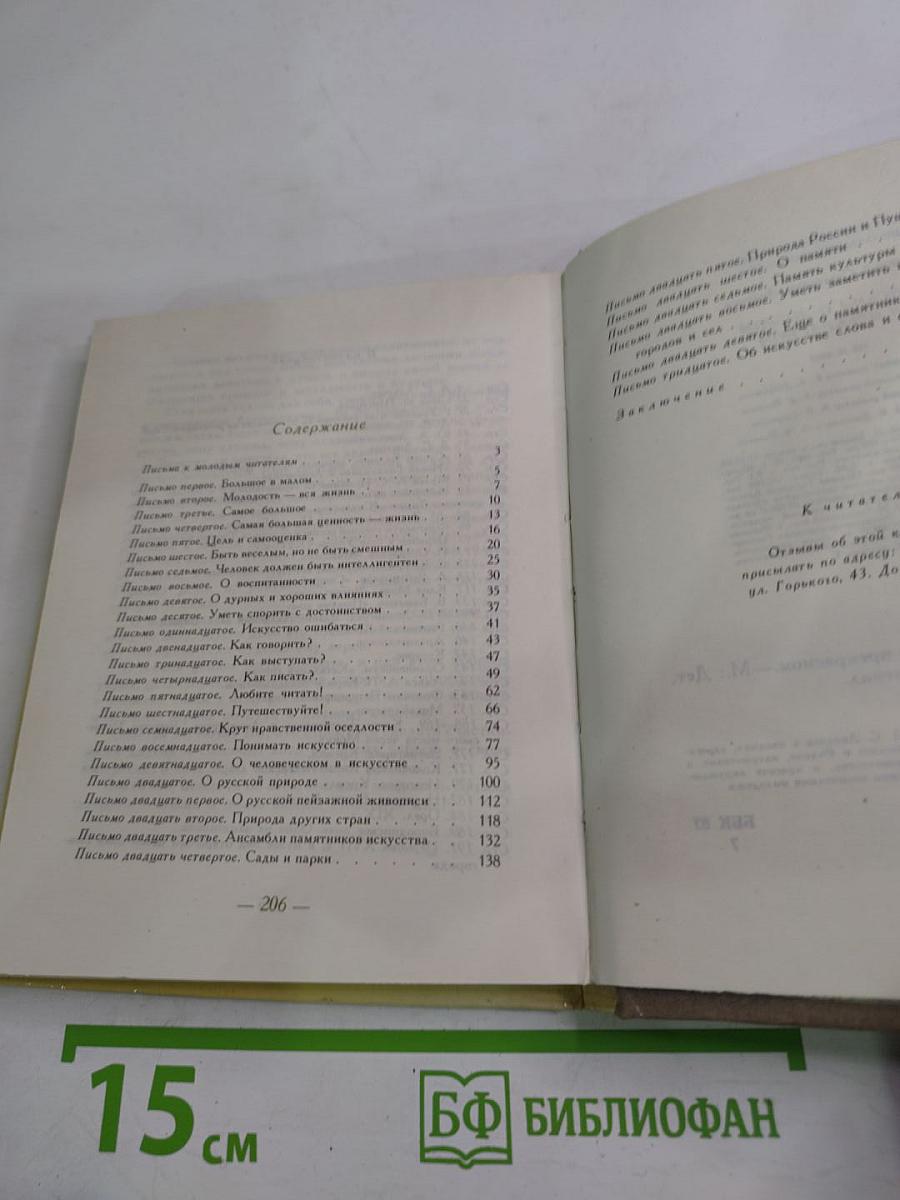 Содержание
Письма к молодым читателям . . . . . . . . . 3
Письмо первое. Большое в малом . . . . . . . . 5
Письмо второе. Молодость — вся жизнь . . . . . . 7
Письмо третье. Самое большое . . . . . . . . 10
Письмо четвертое. Самая большая ценность — жизнь . . 13
Письмо пятое. Цель и самооценка . . . . . . . . 16
Письмо шестое. Быть веселым, но не быть смешным . . . 20
Письмо седьмое. Человек должен быть интеллигентен . . 25
Письмо восьмое. О воспитанности . . . . . . . . 30
Письмо девятое. О дурных и хороших влияниях . . . . 35
Письмо десятое. Уметь спорить с достоинством . . . . 37
Письмо одиннадцатое. Искусство ошибаться . . . . . 41
Письмо двенадцатое. Как говорить? . . . . . . . 43
Письмо тринадцатое. Как выступать? . . . . . . . 47
Письмо четырнадцатое. Как писать? . . . . . . . 49
Письмо пятнадцатое. Любите читать! . . . . . . . 62
Письмо шестнадцатое. Путешествуйте! . . . . . . . 66
Письмо семнадцатое. Круг нравственной оседлости . . . . 74
Письмо восемнадцатое. Понимать искусство . . . . . . 77
Письмо девятнадцатое. О человеческом в искусстве . . . 95
Письмо двадцатое. О русской природе . . . . . . . 100
Письмо двадцать первое. О русской пейзажной живописи . . 112
Письмо двадцать второе. Природа других стран . . . . . 118
Письмо двадцать третье. Ансамбли памятников искусства . . 132
Письмо двадцать четвертое. Сады и парки . . . . . . 138
— 206 —
Письмо двадцать пятое. Природа России и
Письмо двадцать шестое. О памяти . . .
Письмо двадцать седьмое. Память культуры
Письмо двадцать восьмое. Уметь заметить
городов и сел . . . . . . . .
Письмо двадцать девятое. Еще о
Письмо тридцатое. Об искусстве слова и
Заключение . . . . . . .
К
Отзывы об этой
присылать по адресу:
ул. Горького, 43.
15 см
БФ БИБЛИОФАН